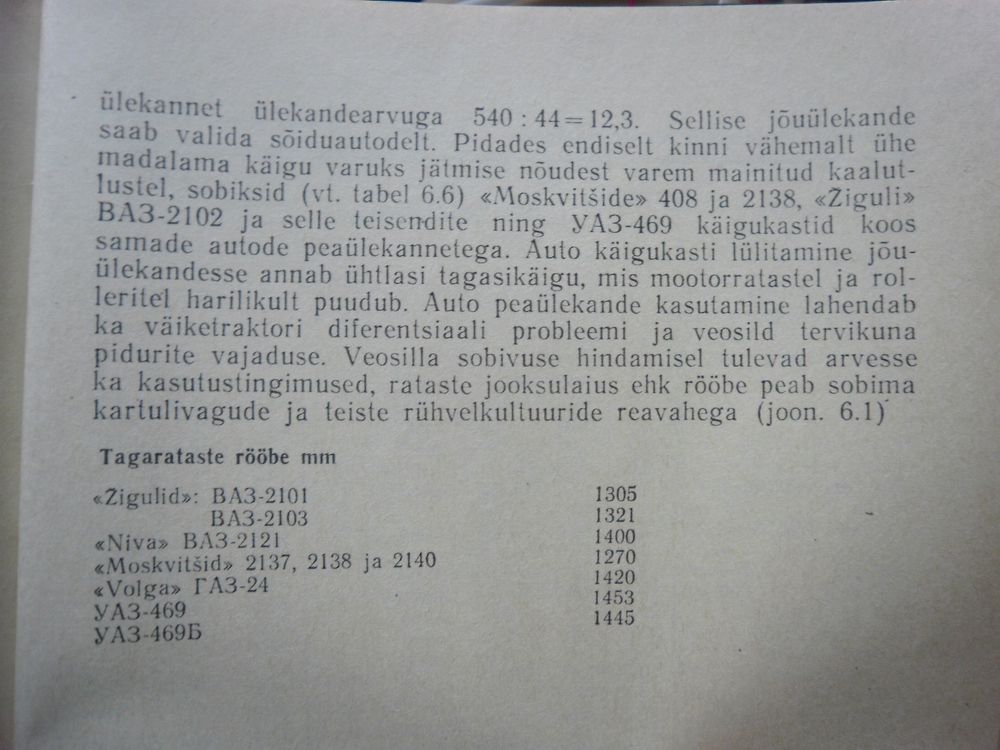 ülekannet ülekandearvuga 540 : 44 = 12,3. Sellise jõuülekande
saab valida sõiduautodelt. Pidades endiselt kinni vähemalt ühe
madalama käigu varuks jätmise nõudest varem mainitud kaalut-
lustel, sobiksid (vt. tabel 6.6) «Moskvitšide» 408 ja 2138, «Žiguli»
ВАЗ-2102 ja selle teisendite ning УАЗ-469 käigukastid koos
samade autode peaülekannetega. Auto käigukasti lülitamine jõu-
ülekandesse annab ühtlasi tagasikäigu, mis mootorratastel ja rol-
leritel harilikult puudub. Auto peaülekande kasutamine lahendab
ka väiketraktori diferentsiaali probleemi ja veosild tervikuna
pidurite vajaduse. Veosilla sobivuse hindamisel tulevad arvesse
ka kasutustingimused, rataste jooksulaius ehk rööbe peab sobima
kartulivagude ja teiste rühvelkultuuride reavahega (joon. 6.1)
Tagarataste rööbe mm
«Žigulid»: ВАЗ-2101 1305
ВАЗ-2103 1321
«Niva» ВАЗ-2121 1400
«Moskvitšid» 2137, 2138 ja 2140 1270
«Volga» ГАЗ-24 1420
УАЗ-469 1453
УАЗ-469Б 1445